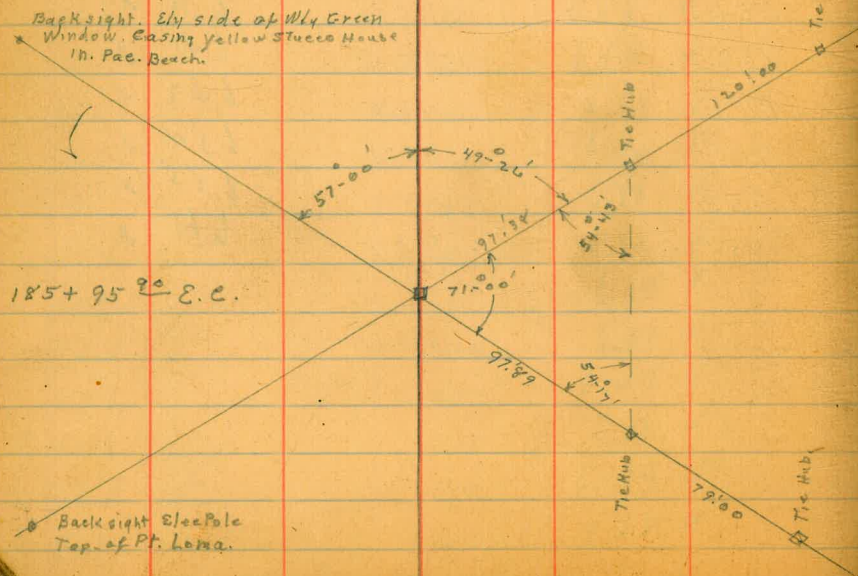 Backsight. Ely side of Wly Green
Window. Casing Yellow Stucco House
in. Pac. Beach.
Tie
120'.00
Tie Hub
57°-00'
49°-26'
97'.38
54°-43'
185+95 90 E.C.
71°-00'
97'.89
54°-17'
Tie Hub
79'.00
Tie Hub
Backsight Elec Pole
Top of Pt. Loma.